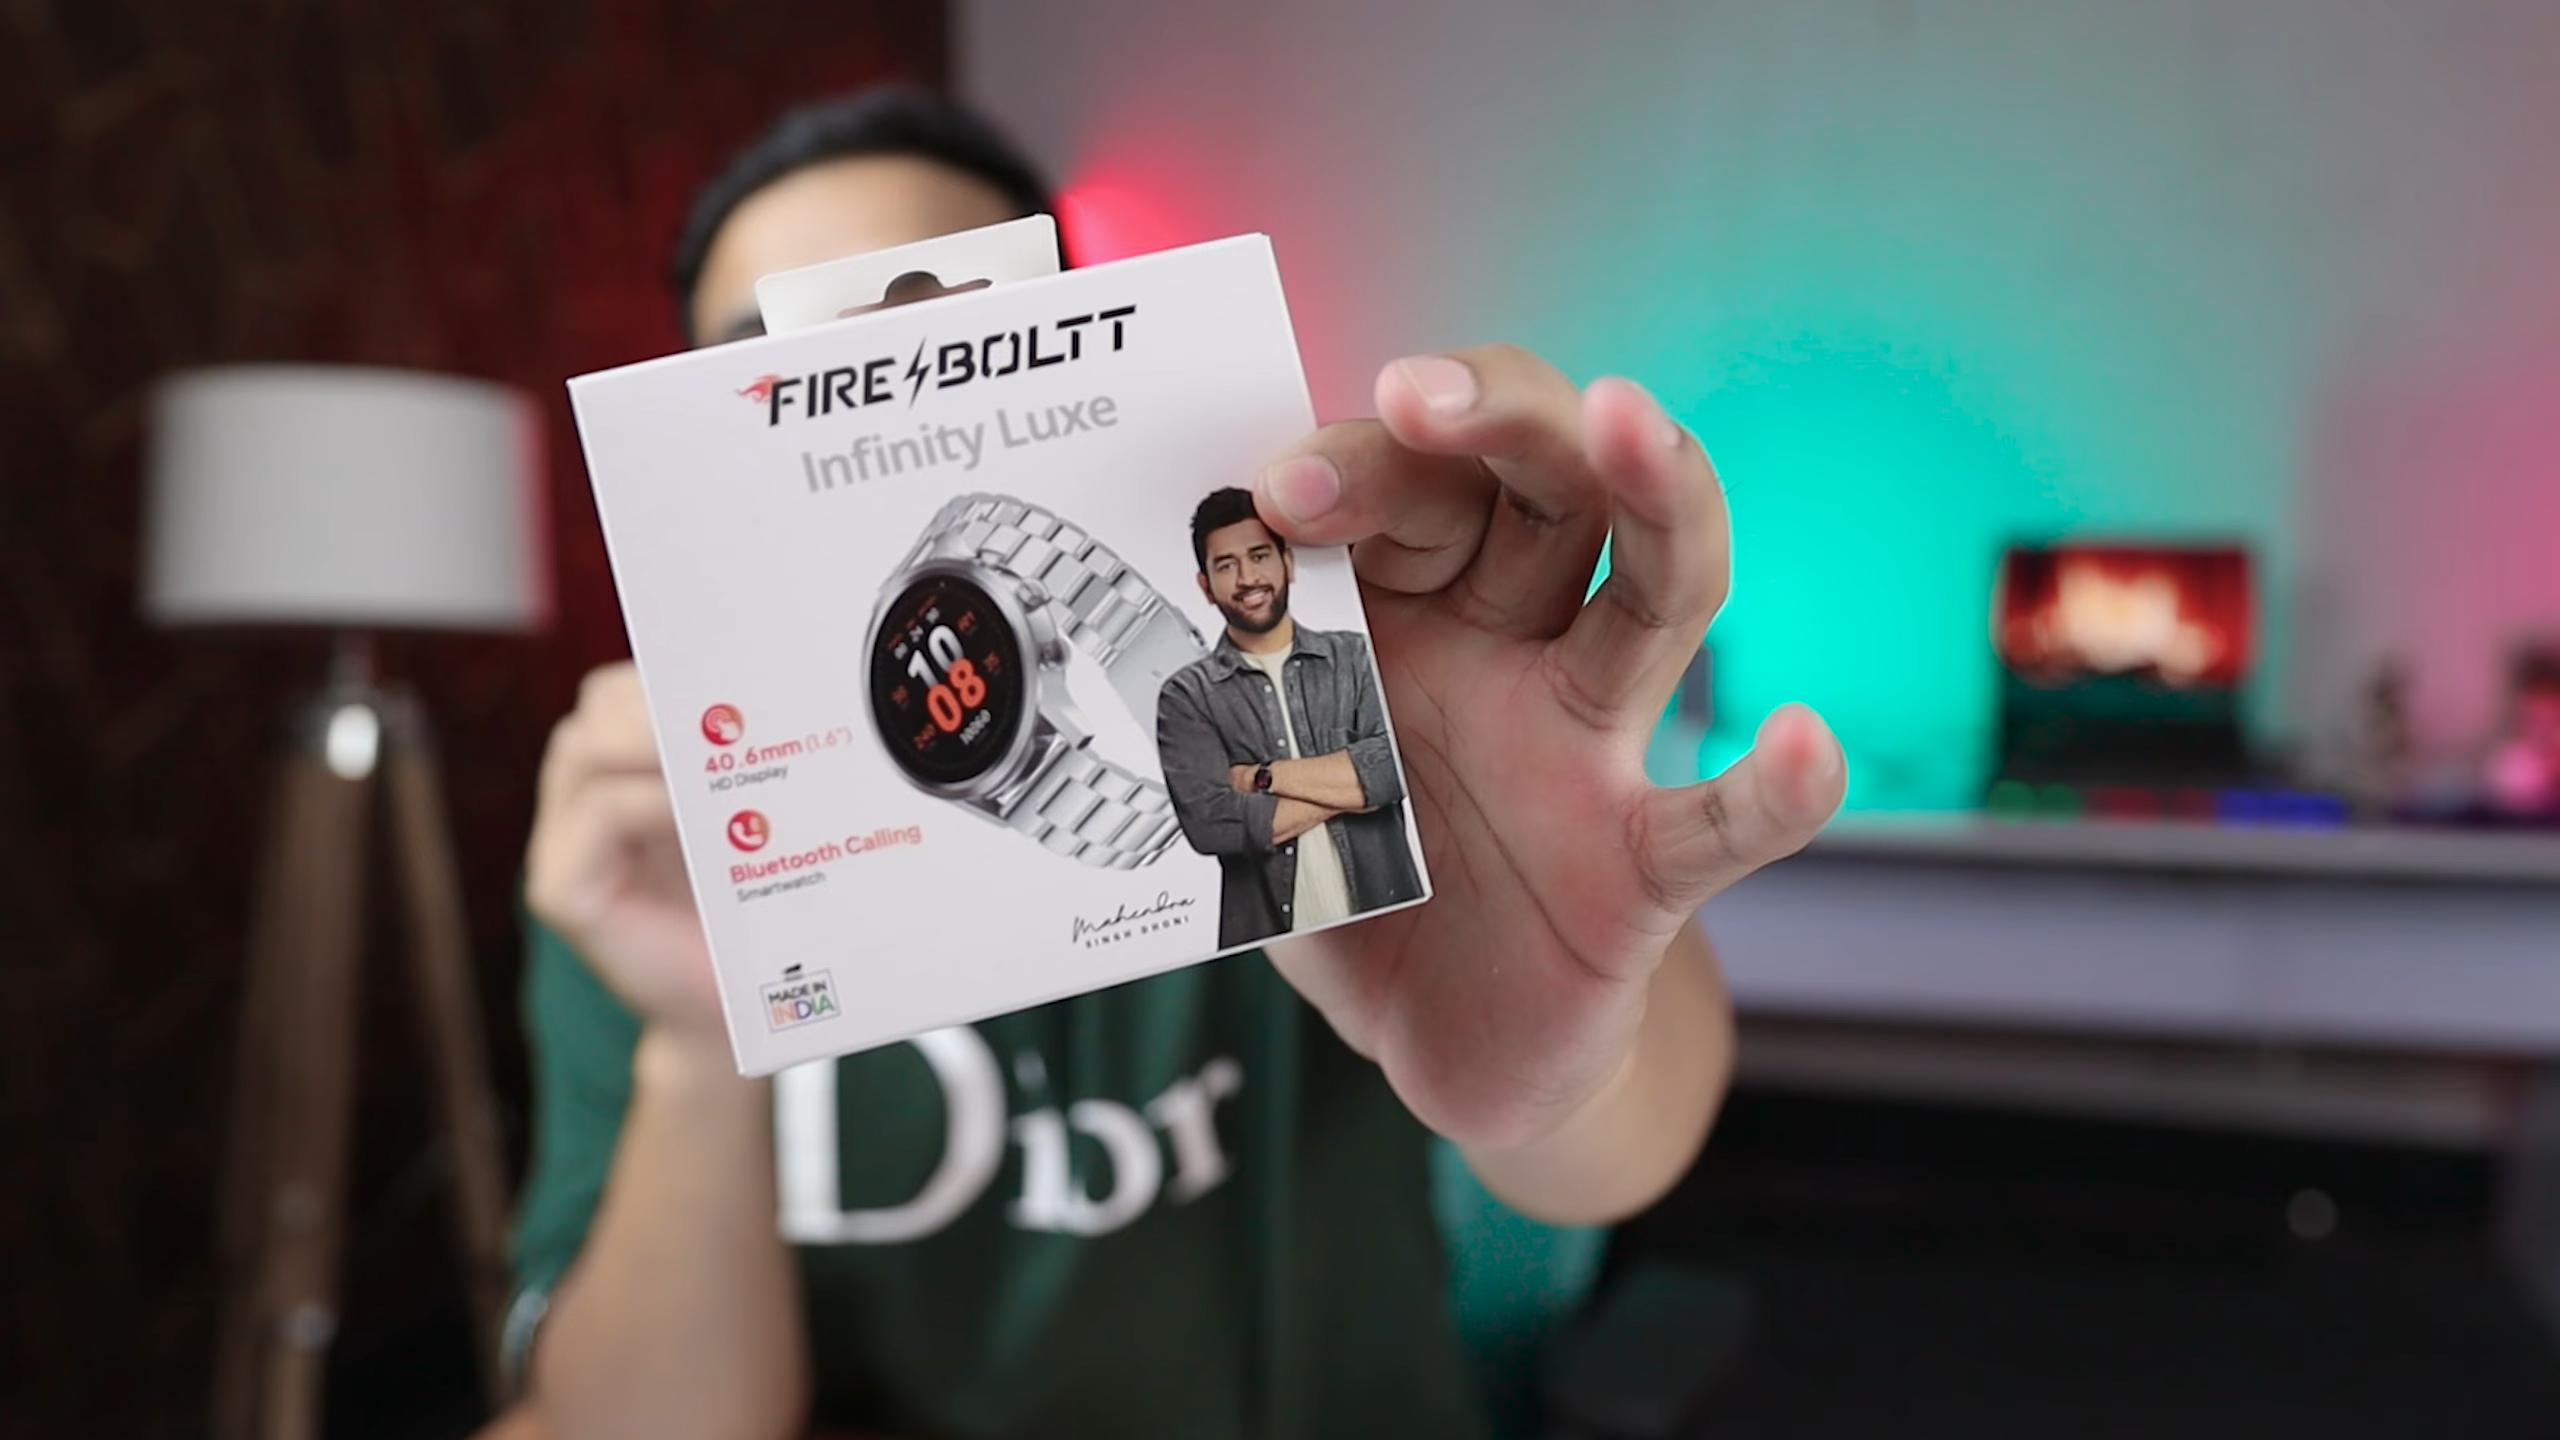 FIRE BOLTT
Infinity Luxe
10
08
40.6mm (1.6")
HD Display
Bluetooth Calling
Smartwatch
Mahendra
SINGH DHONI
MADE IN
INDIA
Dior